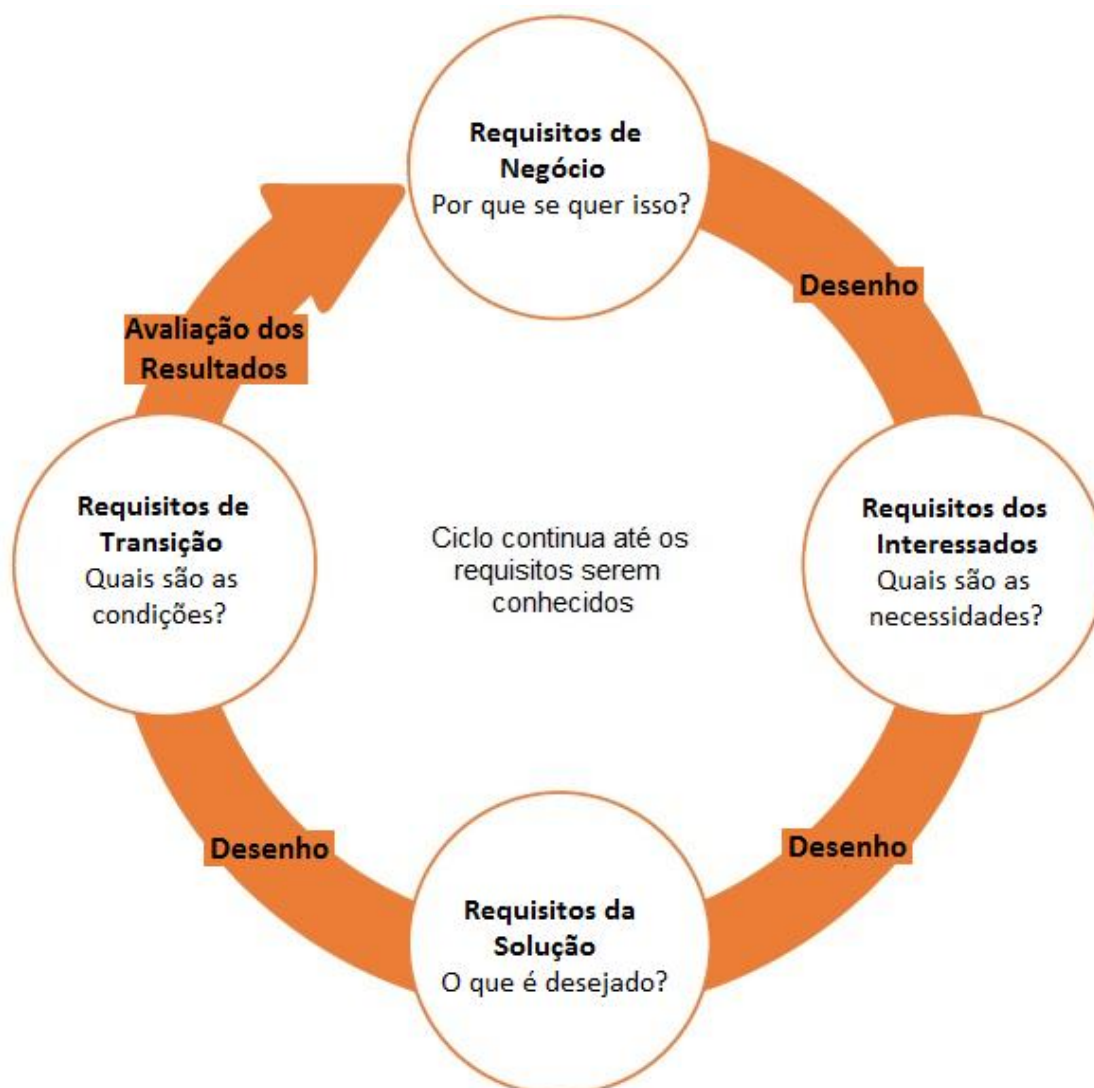 Requisitos de
Negócio
Por que se quer isso?
Desenho
Avaliação dos
Resultados
Requisitos de
Transição
Quais são as
condições?
Ciclo continua até os
requisitos serem
conhecidos
Requisitos dos
Interessados
Quais são as
necessidades?
Desenho
Desenho
Requisitos da
Solução
O que é desejado?